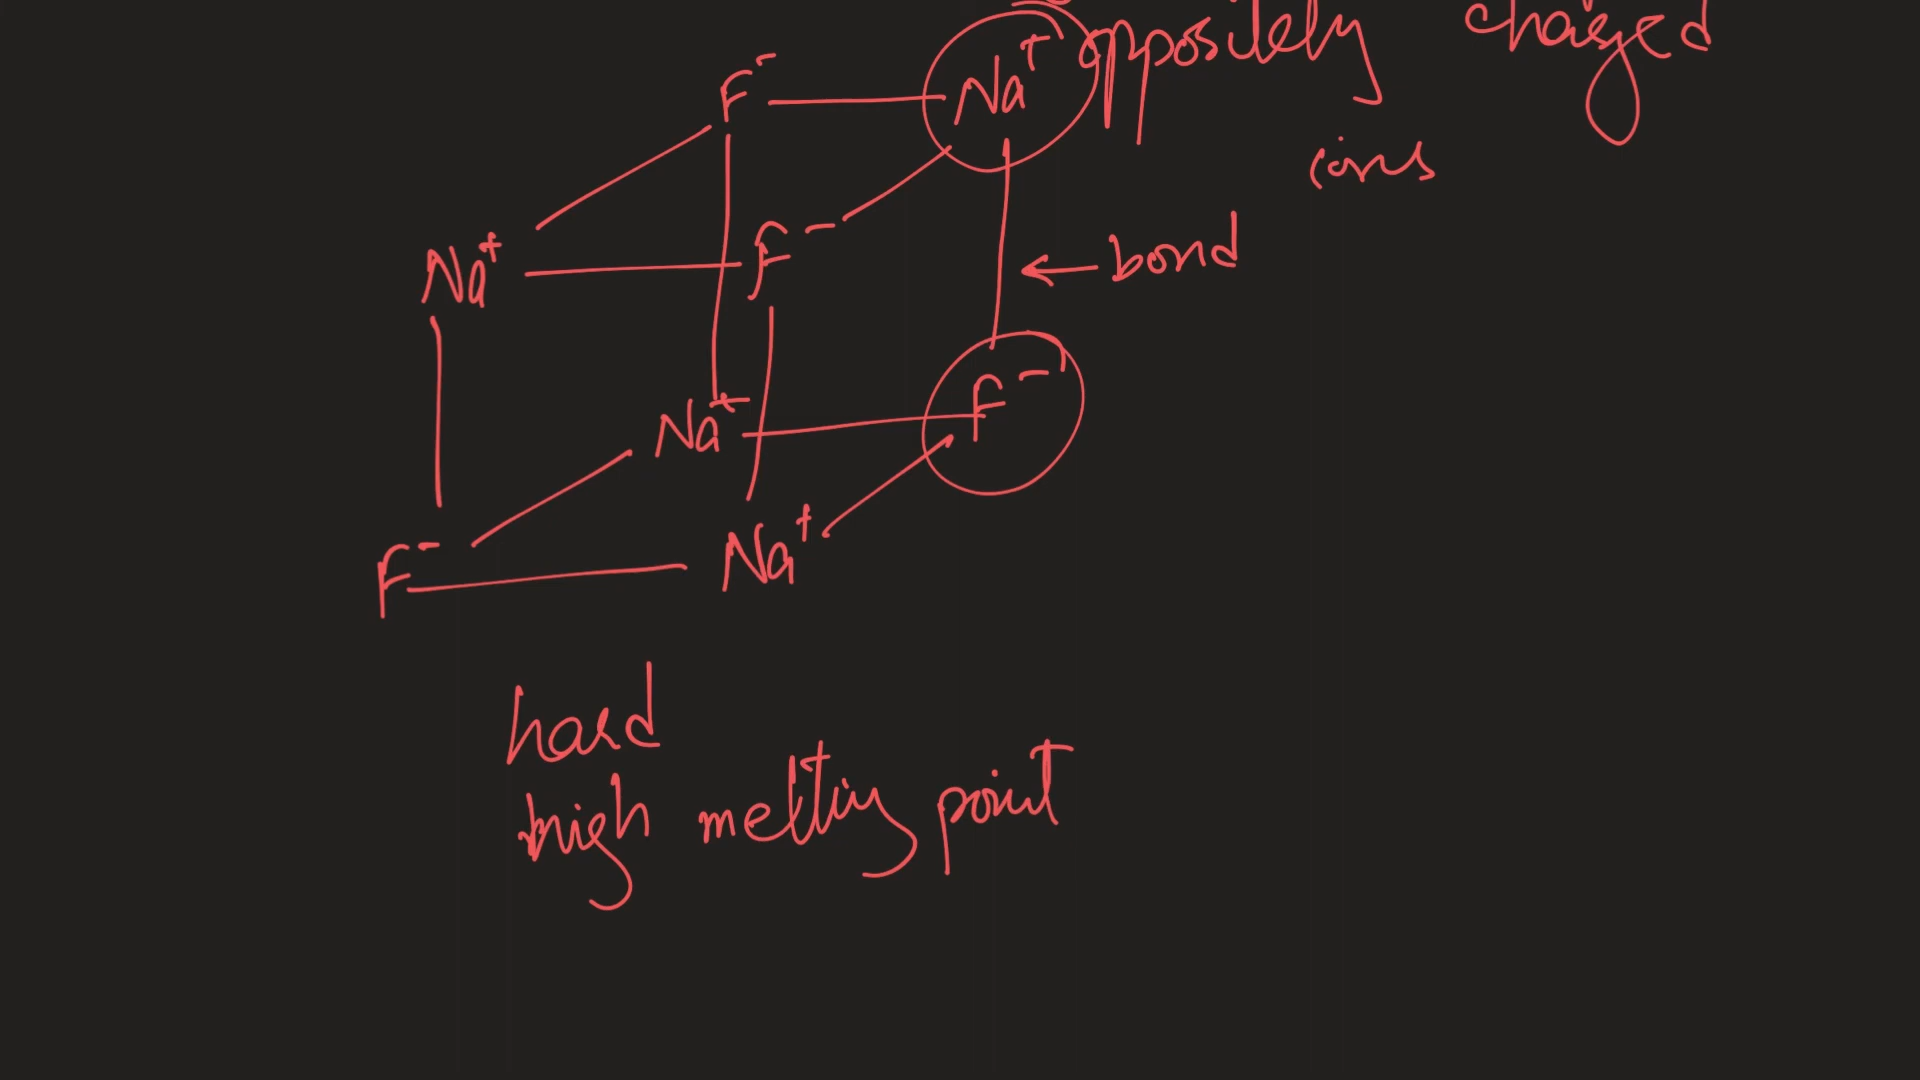 oppositely charged
ions
F⁻ Na⁺
Na⁺ F⁻
← bond
Na⁺ F⁻
F⁻ Na⁺
hard
high melting point